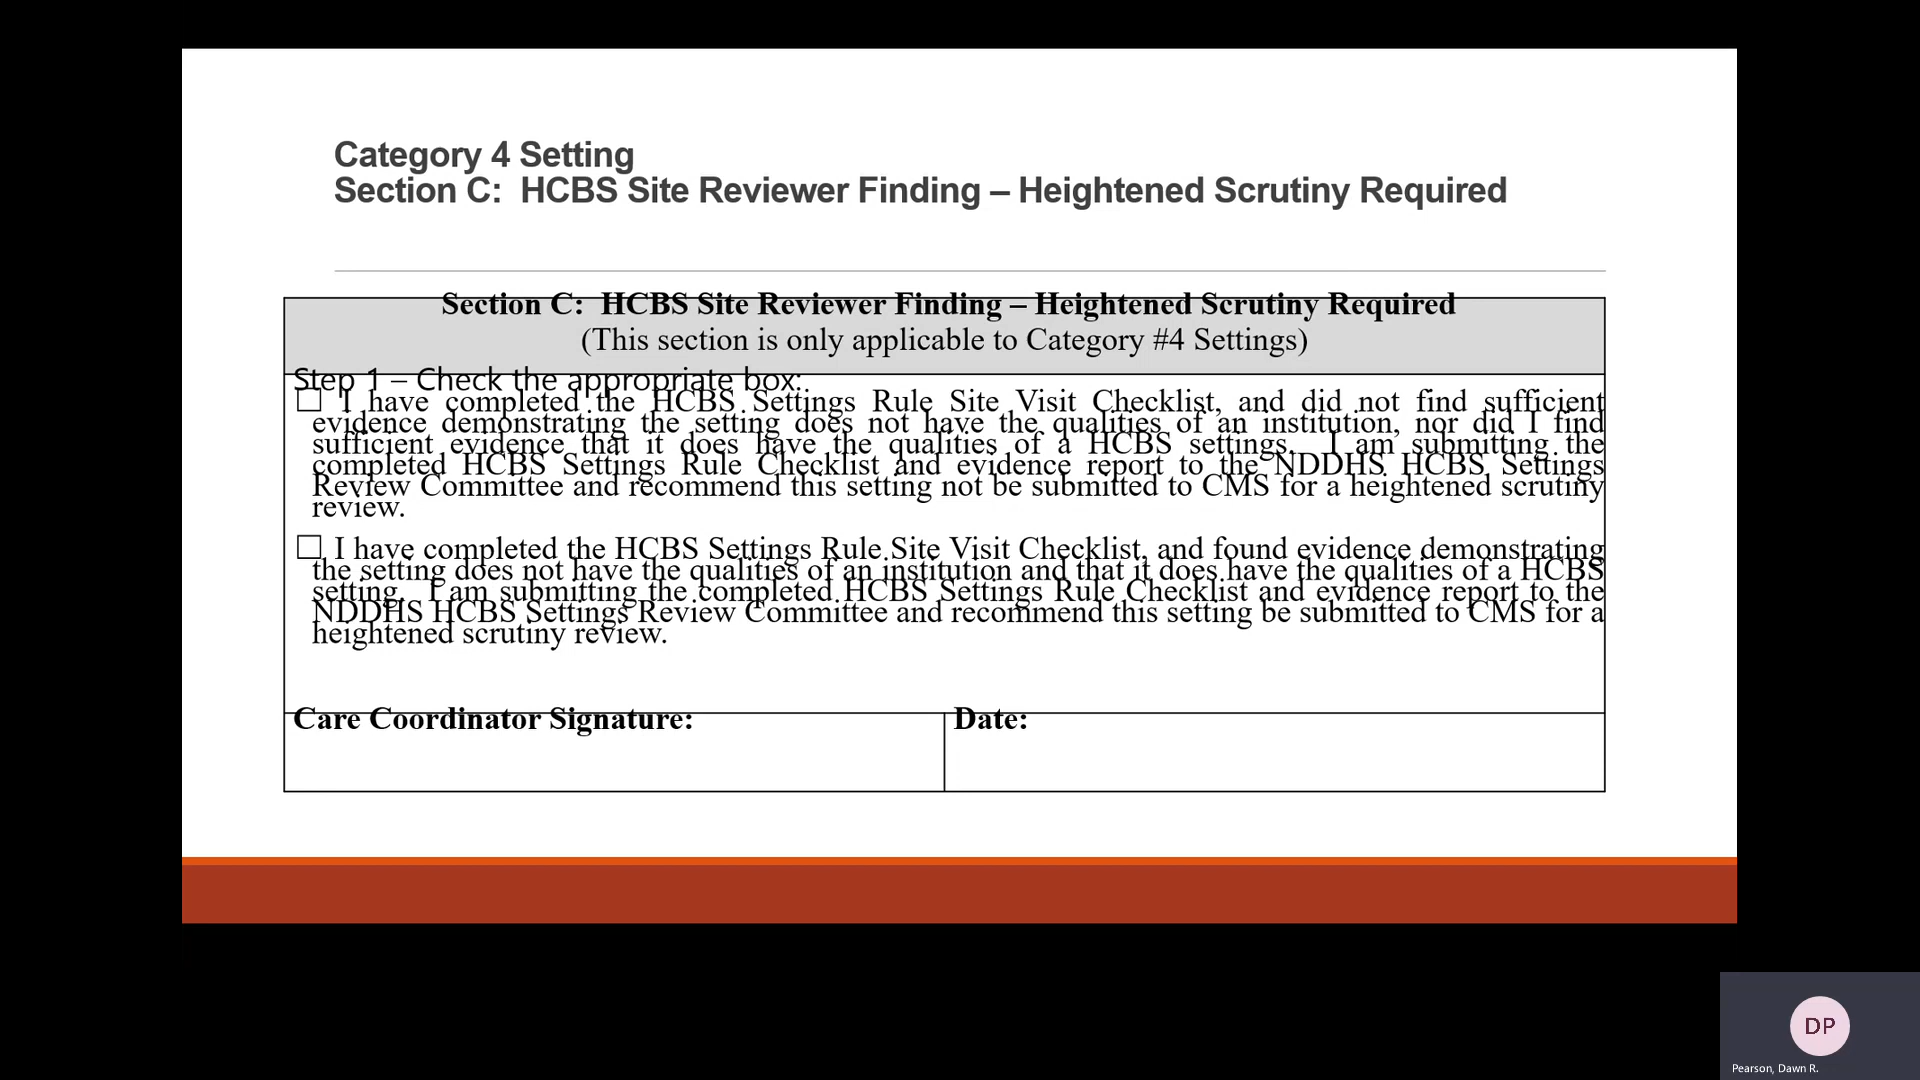 Category 4 Setting
Section C:  HCBS Site Reviewer Finding – Heightened Scrutiny Required
Section C:  HCBS Site Reviewer Finding – Heightened Scrutiny Required
(This section is only applicable to Category #4 Settings)
Step 1 – Check the appropriate box:
☐ I have completed the HCBS Settings Rule Site Visit Checklist, and did not find sufficient
evidence demonstrating the setting does not have the qualities of an institution, nor did I find
sufficient evidence that it does have the qualities of a HCBS settings.  I am submitting the
completed HCBS Settings Rule Checklist and evidence report to the NDDHS HCBS Settings
Review Committee and recommend this setting not be submitted to CMS for a heightened scrutiny
review.
☐ I have completed the HCBS Settings Rule Site Visit Checklist, and found evidence demonstrating
the setting does not have the qualities of an institution and that it does have the qualities of a HCBS
setting.  I am submitting the completed HCBS Settings Rule Checklist and evidence report to the
NDDHS HCBS Settings Review Committee and recommend this setting be submitted to CMS for a
heightened scrutiny review.
Care Coordinator Signature:
Date:
DP
Pearson, Dawn R.